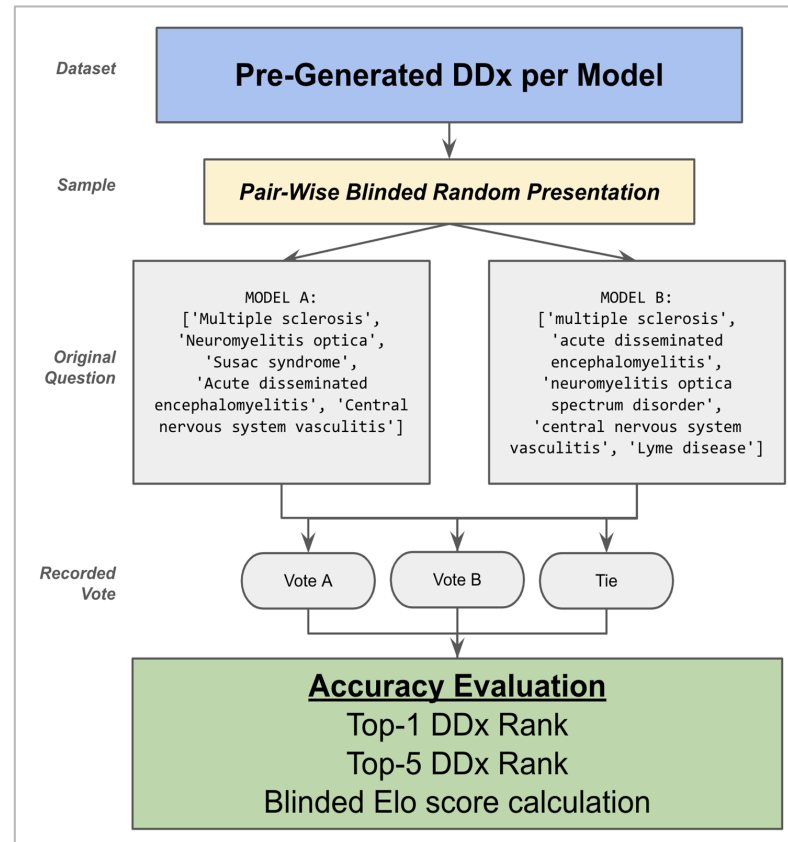 Dataset
Pre-Generated DDx per Model
Sample
Pair-Wise Blinded Random Presentation
Original
Question
MODEL A:
['Multiple sclerosis',
'Neuromyelitis optica',
'Susac syndrome',
'Acute disseminated
encephalomyelitis', 'Central
nervous system vasculitis']
MODEL B:
['multiple sclerosis',
'acute disseminated
encephalomyelitis',
'neuromyelitis optica
spectrum disorder',
'central nervous system
vasculitis', 'Lyme disease']
Recorded
Vote
Vote A
Vote B
Tie
Accuracy Evaluation
Top-1 DDx Rank
Top-5 DDx Rank
Blinded Elo score calculation